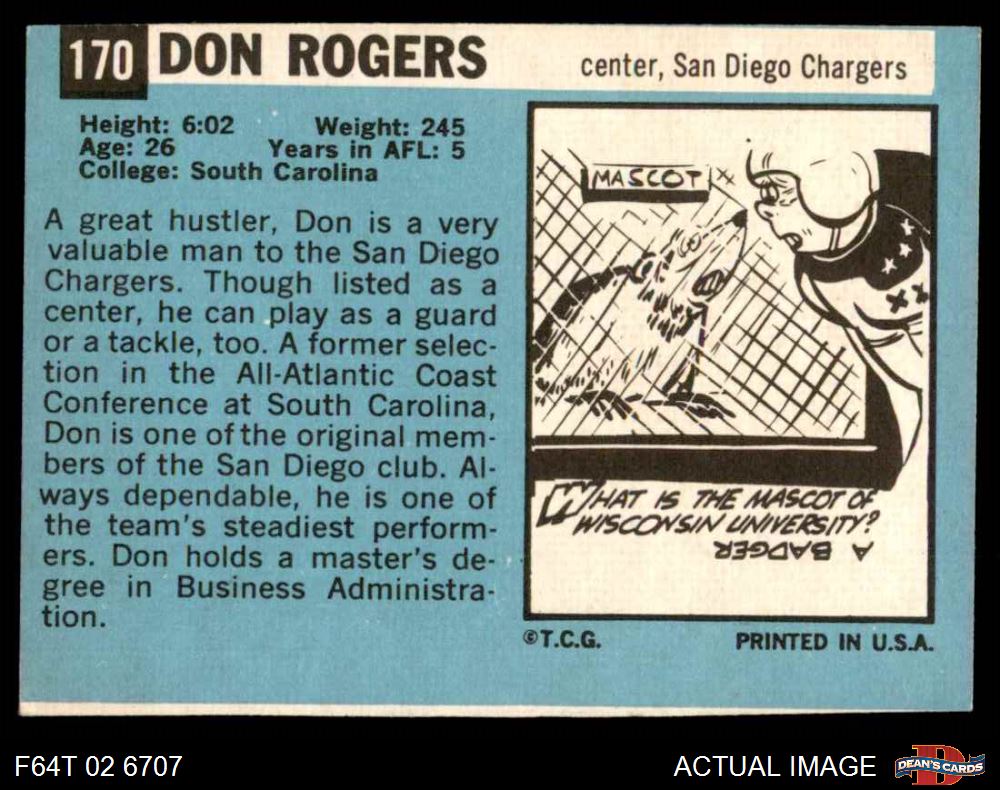 170 DON ROGERS center, San Diego Chargers
Height: 6:02 Weight: 245
Age: 26 Years in AFL: 5
College: South Carolina
A great hustler, Don is a very
valuable man to the San Diego
Chargers. Though listed as a
center, he can play as a guard
or a tackle, too. A former selec-
tion in the All-Atlantic Coast
Conference at South Carolina,
Don is one of the original mem-
bers of the San Diego club. Al-
ways dependable, he is one of
the team's steadiest perform-
ers. Don holds a master's de-
gree in Business Administra-
tion.
MASCOT
WHAT IS THE MASCOT OF
WISCONSIN UNIVERSITY?
A BADGER
©T.C.G. PRINTED IN U.S.A.
F64T 02 6707 ACTUAL IMAGE D DEAN'S CARDS